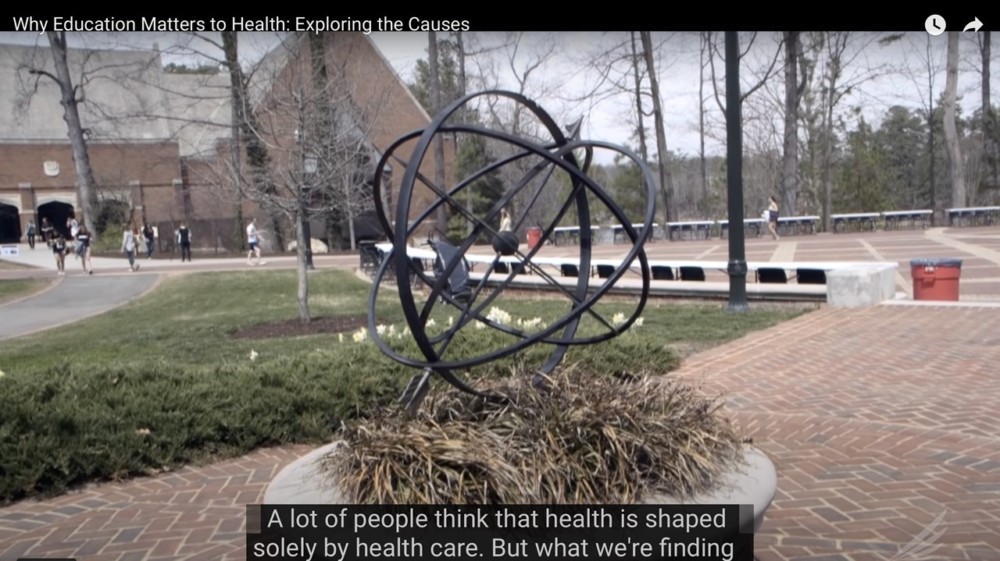 Why Education Matters to Health: Exploring the Causes
A lot of people think that health is shaped
solely by health care. But what we're finding